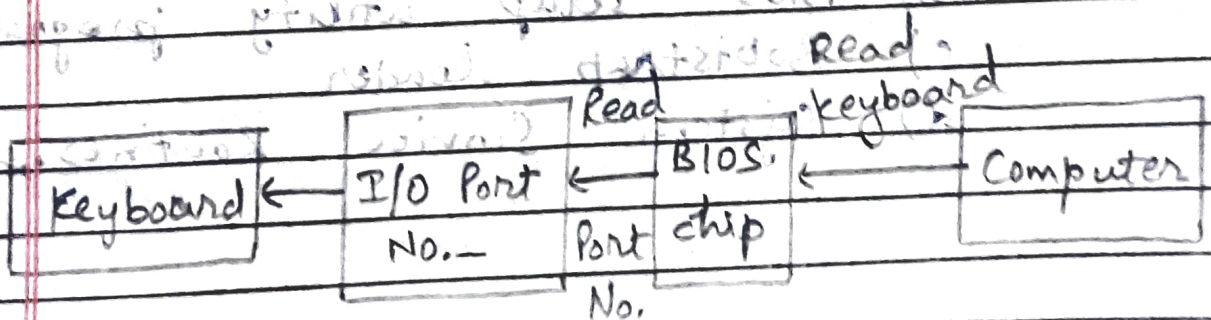 Read
Read keyboard
Keyboard I/O Port BIOS Computer
No.— Port chip
No.